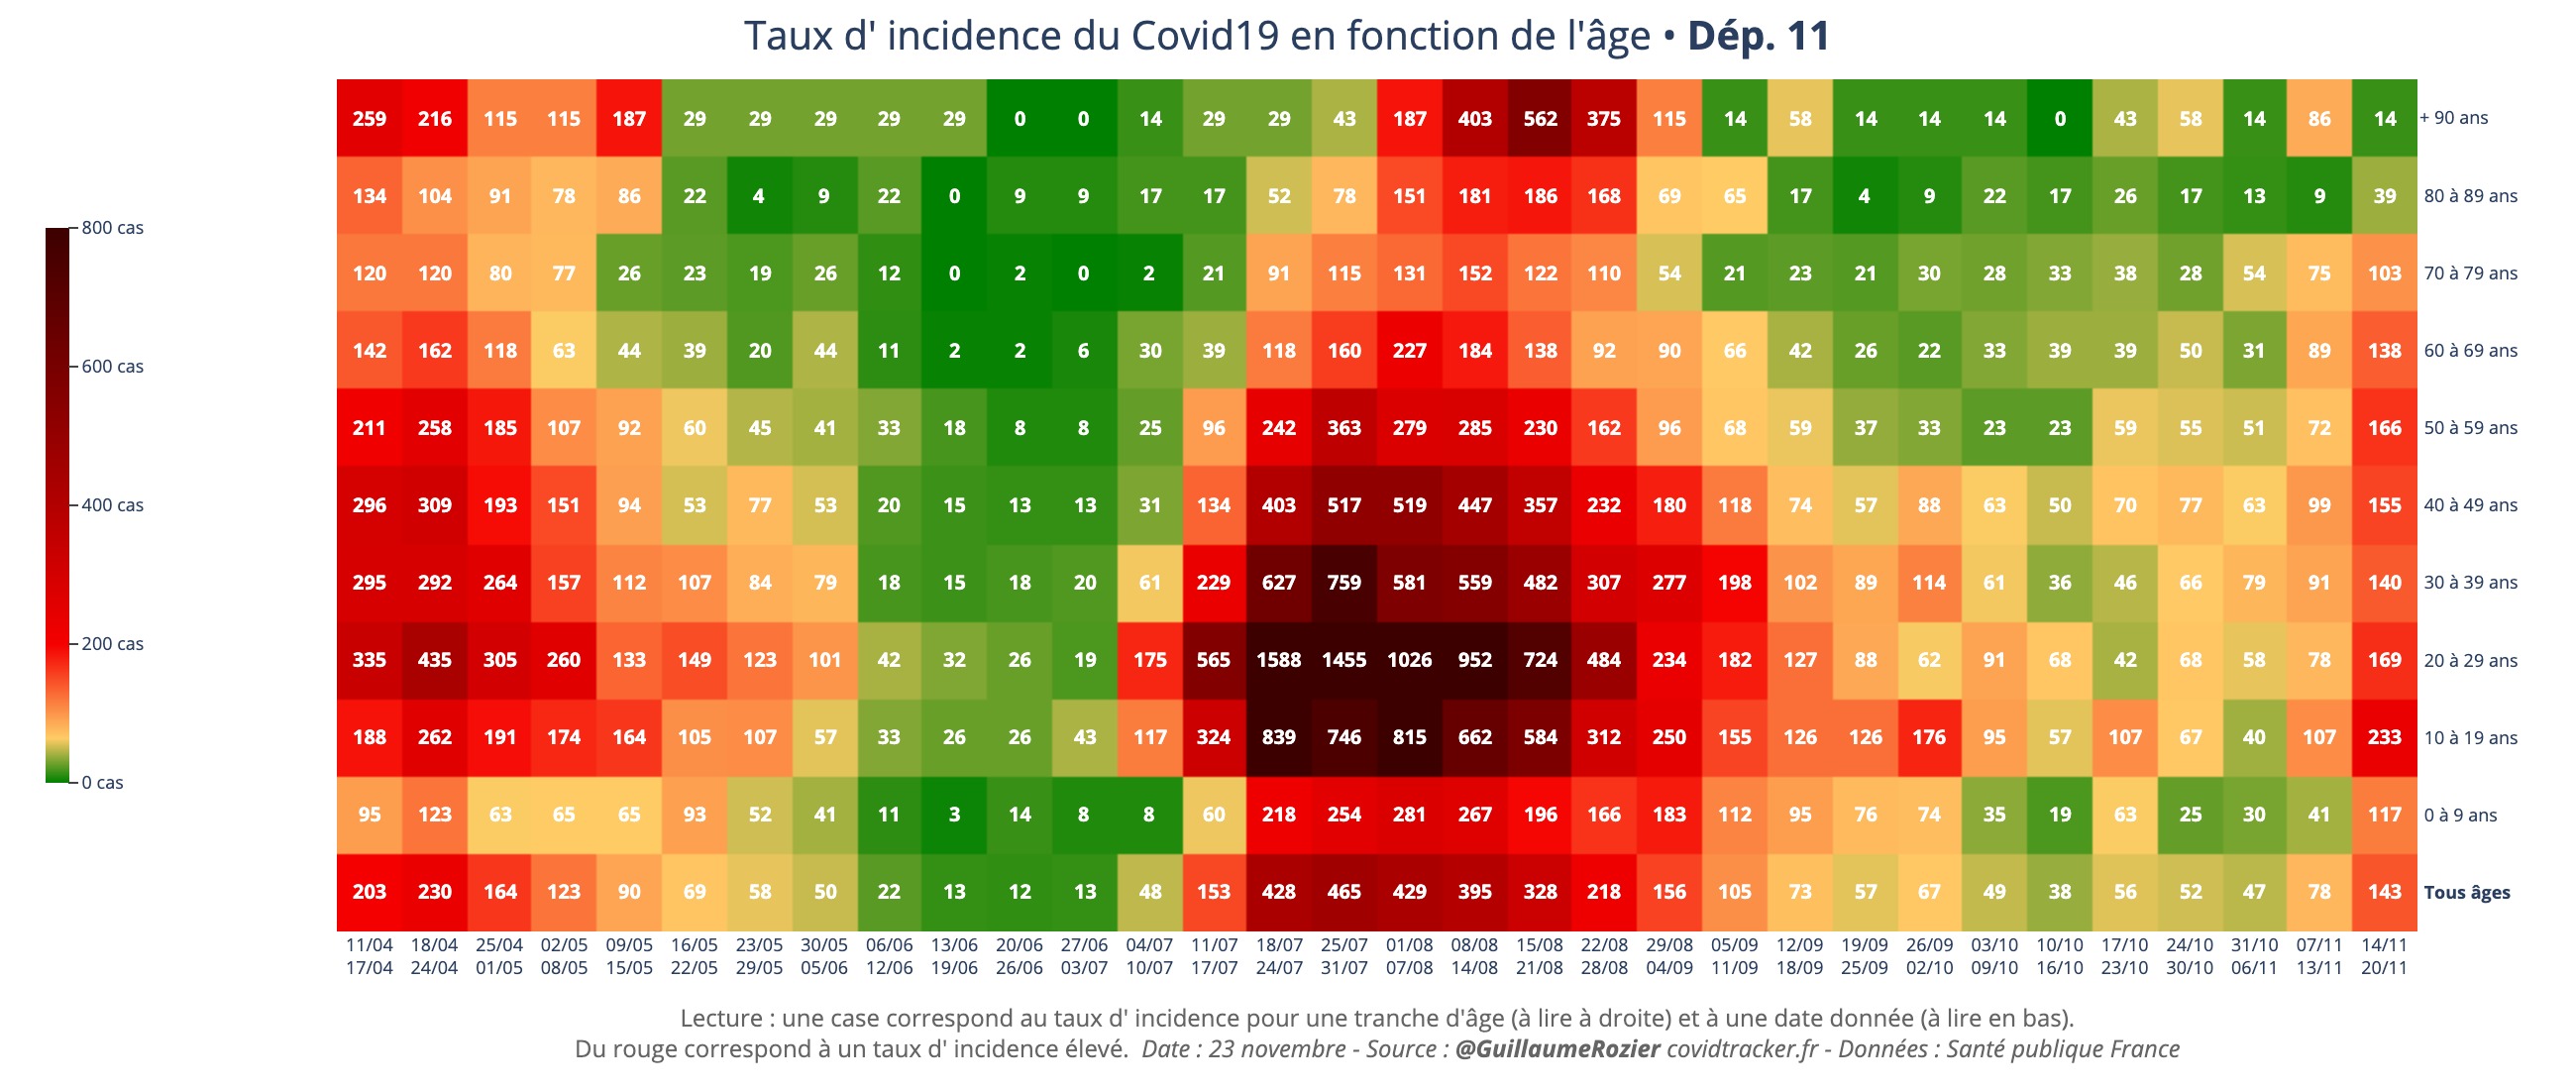 Taux d' incidence du Covid19 en fonction de l'âge • Dép. 11
800 cas
600 cas
400 cas
200 cas
0 cas
259 216 115 115 187 29 29 29 29 29 0 0 14 29 29 43 187 403 562 375 115 14 58 14 14 14 0 43 58 14 86 14 + 90 ans
134 104 91 78 86 22 4 9 22 0 9 9 17 17 52 78 151 181 186 168 69 65 17 4 9 22 17 26 17 13 9 39 80 à 89 ans
120 120 80 77 26 23 19 26 12 0 2 0 2 21 91 115 131 152 122 110 54 21 23 21 30 28 33 38 28 54 75 103 70 à 79 ans
142 162 118 63 44 39 20 44 11 2 2 6 30 39 118 160 227 184 138 92 90 66 42 26 22 33 39 39 50 31 89 138 60 à 69 ans
211 258 185 107 92 60 45 41 33 18 8 8 25 96 242 363 279 285 230 162 96 68 59 37 33 23 23 59 55 51 72 166 50 à 59 ans
296 309 193 151 94 53 77 53 20 15 13 13 31 134 403 517 519 447 357 232 180 118 74 57 88 63 50 70 77 63 99 155 40 à 49 ans
295 292 264 157 112 107 84 79 18 15 18 20 61 229 627 759 581 559 482 307 277 198 102 89 114 61 36 46 66 79 91 140 30 à 39 ans
335 435 305 260 133 149 123 101 42 32 26 19 175 565 1588 1455 1026 952 724 484 234 182 127 88 62 91 68 42 68 58 78 169 20 à 29 ans
188 262 191 174 164 105 107 57 33 26 26 43 117 324 839 746 815 662 584 312 250 155 126 126 176 95 57 107 67 40 107 233 10 à 19 ans
95 123 63 65 65 93 52 41 11 3 14 8 8 60 218 254 281 267 196 166 183 112 95 76 74 35 19 63 25 30 41 117 0 à 9 ans
203 230 164 123 90 69 58 50 22 13 12 13 48 153 428 465 429 395 328 218 156 105 73 57 67 49 38 56 52 47 78 143 Tous âges
11/04 18/04 25/04 02/05 09/05 16/05 23/05 30/05 06/06 13/06 20/06 27/06 04/07 11/07 18/07 25/07 01/08 08/08 15/08 22/08 29/08 05/09 12/09 19/09 26/09 03/10 10/10 17/10 24/10 31/10 07/11 14/11
17/04 24/04 01/05 08/05 15/05 22/05 29/05 05/06 12/06 19/06 26/06 03/07 10/07 17/07 24/07 31/07 07/08 14/08 21/08 28/08 04/09 11/09 18/09 25/09 02/10 09/10 16/10 23/10 30/10 06/11 13/11 20/11
Lecture : une case correspond au taux d' incidence pour une tranche d'âge (à lire à droite) et à une date donnée (à lire en bas).
Du rouge correspond à un taux d' incidence élevé. Date : 23 novembre - Source : @GuillaumeRozier covidtracker.fr - Données : Santé publique France